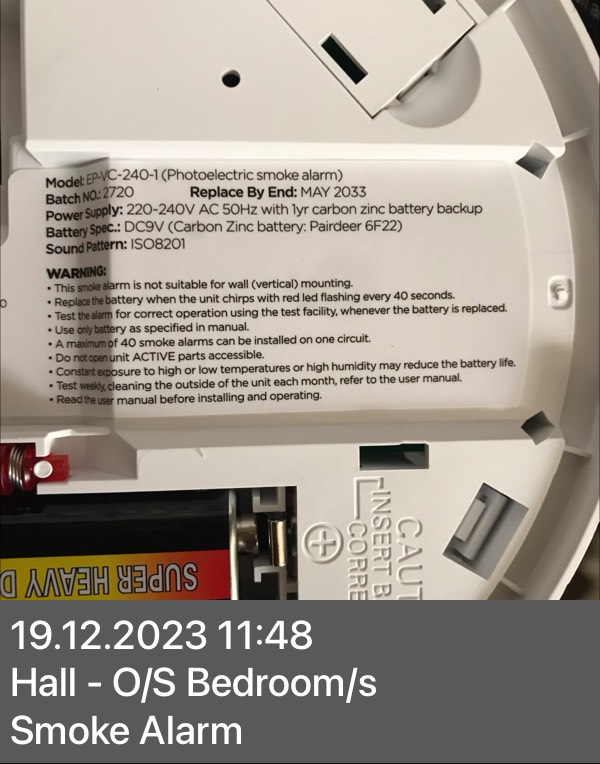 Model: EP-VC-240-1 (Photoelectric smoke alarm)
Batch NO.: 2720 Replace By End: MAY 2033
Power Supply: 220-240V AC 50Hz with 1yr carbon zinc battery backup
Battery Spec.: DC9V (Carbon Zinc battery: Pairdeer 6F22)
Sound Pattern: ISO8201
WARNING:
• This smoke alarm is not suitable for wall (vertical) mounting.
• Replace the battery when the unit chirps with red led flashing every 40 seconds.
• Test the alarm for correct operation using the test facility, whenever the battery is replaced.
• Use only battery as specified in manual.
• A maximum of 40 smoke alarms can be installed on one circuit.
• Do not open unit ACTIVE parts accessible.
• Constant exposure to high or low temperatures or high humidity may reduce the battery life.
• Test weekly, cleaning the outside of the unit each month, refer to the user manual.
• Read the user manual before installing and operating.
CAUT
INSERT B
CORRE
SUPER HEAVY D
19.12.2023 11:48
Hall - O/S Bedroom/s
Smoke Alarm